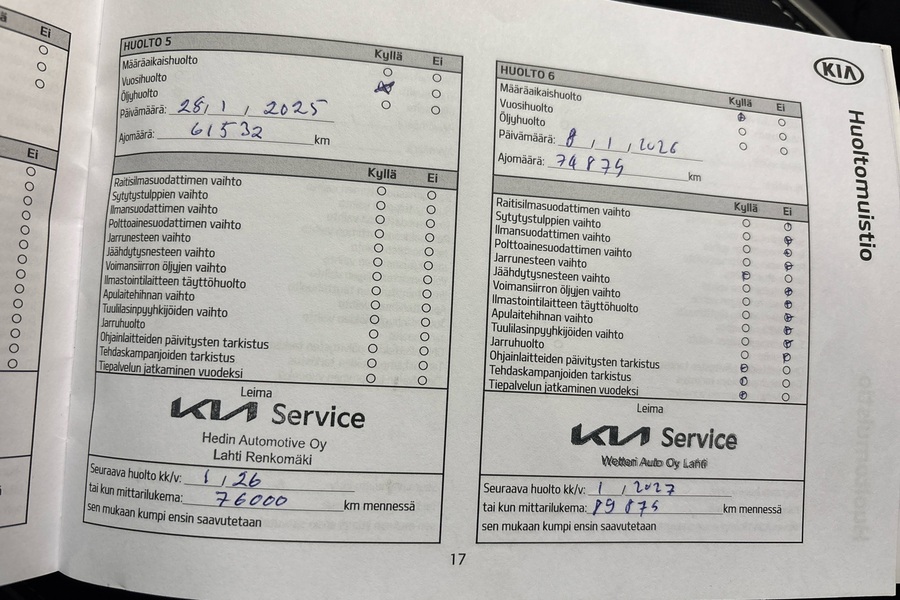 Ei
Ei
HUOLTO 5
Kyllä Ei
Määräaikaishuolto
Vuosihuolto
Öljyhuolto
Päivämäärä: 28 , 1 , 2025
Ajomäärä: 61532 km
Kyllä Ei
Raitisilmasuodattimen vaihto
Sytytystulppien vaihto
Ilmansuodattimen vaihto
Polttoainesuodattimen vaihto
Jarrunesteen vaihto
Jäähdytysnesteen vaihto
Voimansiirron öljyjen vaihto
Ilmastointilaitteen täyttöhuolto
Apulaitehihnan vaihto
Tuulilasinpyyhkijöiden vaihto
Jarruhuolto
Ohjainlaitteiden päivitysten tarkistus
Tehdaskampanjoiden tarkistus
Tiepalvelun jatkaminen vuodeksi
Leima
KIA Service
Hedin Automotive Oy
Lahti Renkomäki
Seuraava huolto kk/v: 1 , 26
tai kun mittarilukema: 76000 km mennessä
sen mukaan kumpi ensin saavutetaan
HUOLTO 6
Kyllä Ei
Määräaikaishuolto
Vuosihuolto
Öljyhuolto
Päivämäärä: 8 , 1 , 2026
Ajomäärä: 74875 km
Kyllä Ei
Raitisilmasuodattimen vaihto
Sytytystulppien vaihto
Ilmansuodattimen vaihto
Polttoainesuodattimen vaihto
Jarrunesteen vaihto
Jäähdytysnesteen vaihto
Voimansiirron öljyjen vaihto
Ilmastointilaitteen täyttöhuolto
Apulaitehihnan vaihto
Tuulilasinpyyhkijöiden vaihto
Jarruhuolto
Ohjainlaitteiden päivitysten tarkistus
Tehdaskampanjoiden tarkistus
Tiepalvelun jatkaminen vuodeksi
Leima
KIA Service
Wetteri Auto Oy Lahti
Seuraava huolto kk/v: 1 , 2027
tai kun mittarilukema: 89875 km mennessä
sen mukaan kumpi ensin saavutetaan
KIA
Huoltomuistio
17